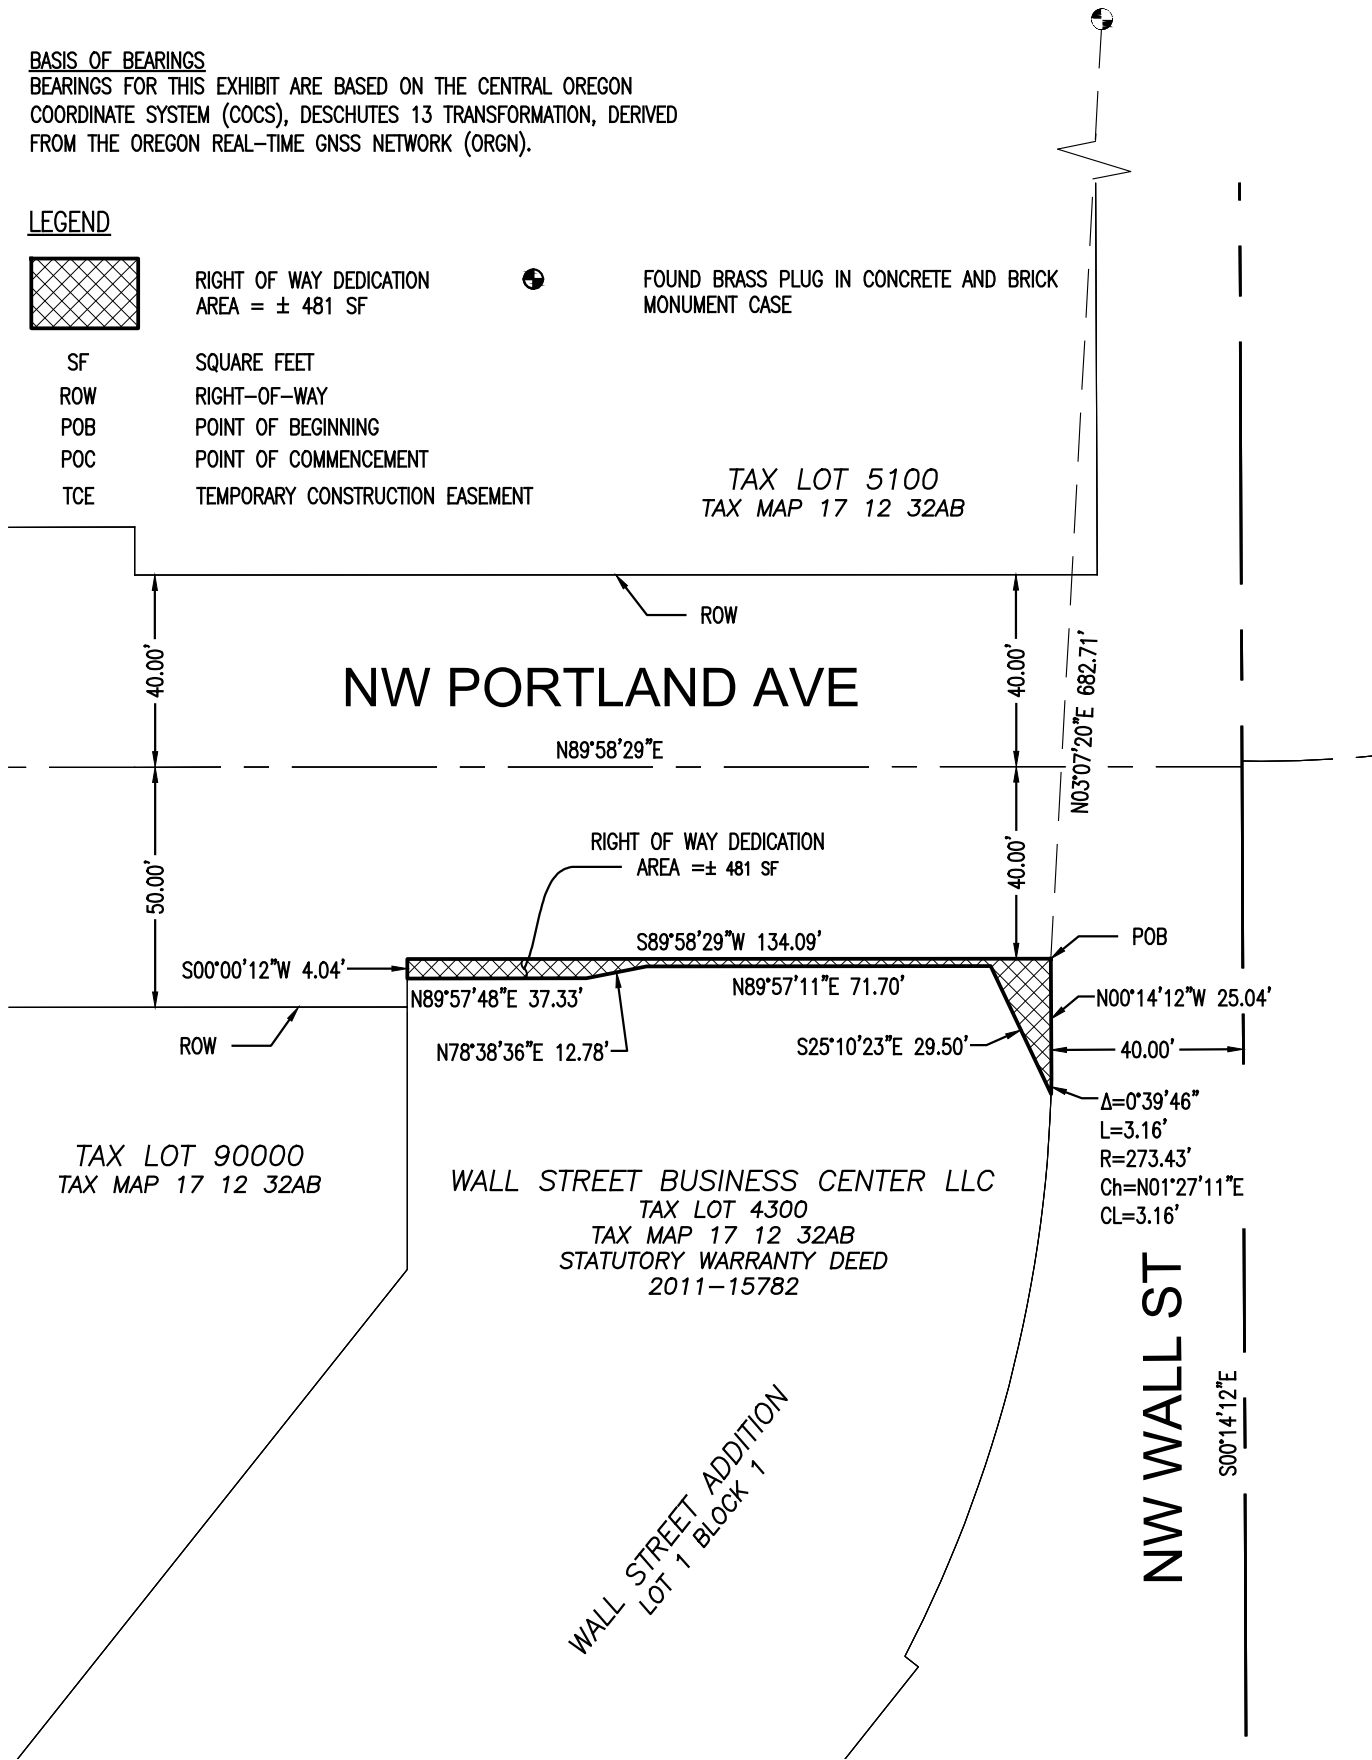 BASIS OF BEARINGS
BEARINGS FOR THIS EXHIBIT ARE BASED ON THE CENTRAL OREGON
COORDINATE SYSTEM (COCS), DESCHUTES 13 TRANSFORMATION, DERIVED
FROM THE OREGON REAL-TIME GNSS NETWORK (ORGN).
LEGEND
RIGHT OF WAY DEDICATION
AREA = ± 481 SF
FOUND BRASS PLUG IN CONCRETE AND BRICK
MONUMENT CASE
SF SQUARE FEET
ROW RIGHT-OF-WAY
POB POINT OF BEGINNING
POC POINT OF COMMENCEMENT
TCE TEMPORARY CONSTRUCTION EASEMENT
TAX LOT 5100
TAX MAP 17 12 32AB
ROW
40.00'
NW PORTLAND AVE
40.00'
N03°07'20"E 682.71'
N89°58'29"E
50.00'
RIGHT OF WAY DEDICATION
AREA =± 481 SF
40.00'
S89°58'29"W 134.09'
POB
S00°00'12"W 4.04'
N89°57'48"E 37.33'
N89°57'11"E 71.70'
N00°14'12"W 25.04'
ROW
N78°38'36"E 12.78'
S25°10'23"E 29.50'
40.00'
Δ=0°39'46"
L=3.16'
R=273.43'
Ch=N01°27'11"E
CL=3.16'
TAX LOT 90000
TAX MAP 17 12 32AB
WALL STREET BUSINESS CENTER LLC
TAX LOT 4300
TAX MAP 17 12 32AB
STATUTORY WARRANTY DEED
2011-15782
NW WALL ST
S00°14'12"E
WALL STREET ADDITION
LOT 1 BLOCK 1